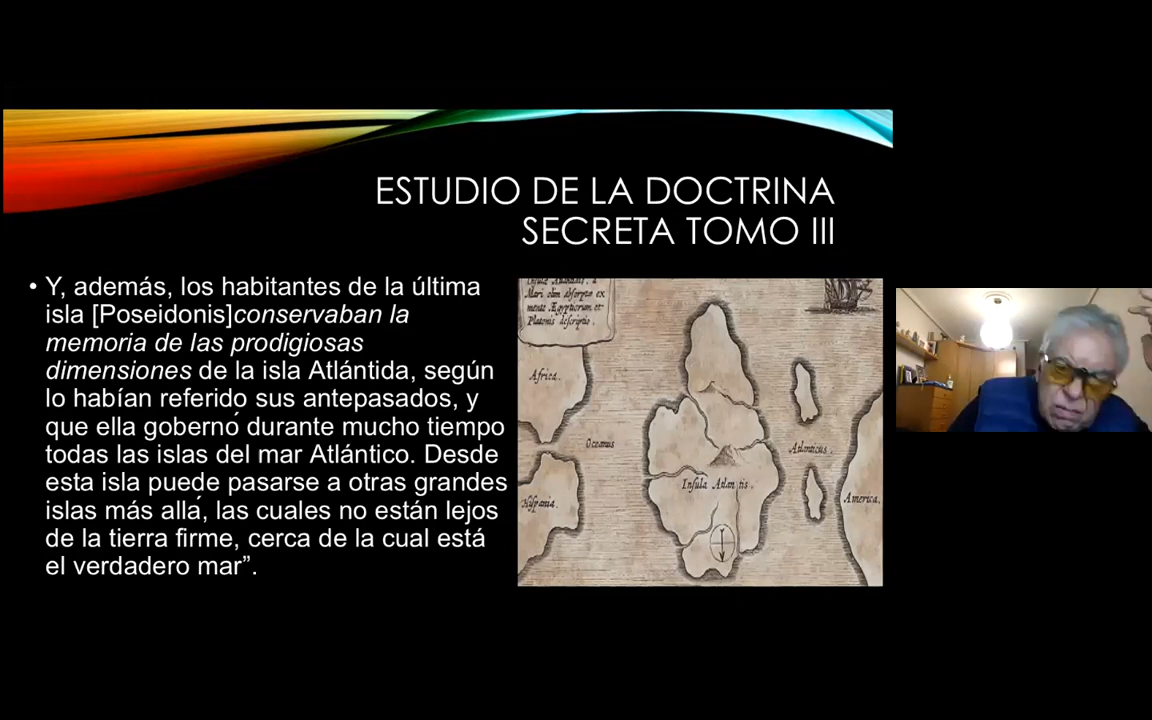 ESTUDIO DE LA DOCTRINA
SECRETA TOMO III
• Y, además, los habitantes de la última
isla [Poseidonis]conservaban la
memoria de las prodigiosas
dimensiones de la isla Atlántida, según
lo habían referido sus antepasados, y
que ella gobernó durante mucho tiempo
todas las islas del mar Atlántico. Desde
esta isla puede pasarse a otras grandes
islas más allá, las cuales no están lejos
de la tierra firme, cerca de la cual está
el verdadero mar”.
Mari olim absorptæ ex
mente Ægyptiorum et
Platonis descriptio.
Africa.
Oceanus
Atlanticus.
Insula Atlantis.
Hispania.
America.